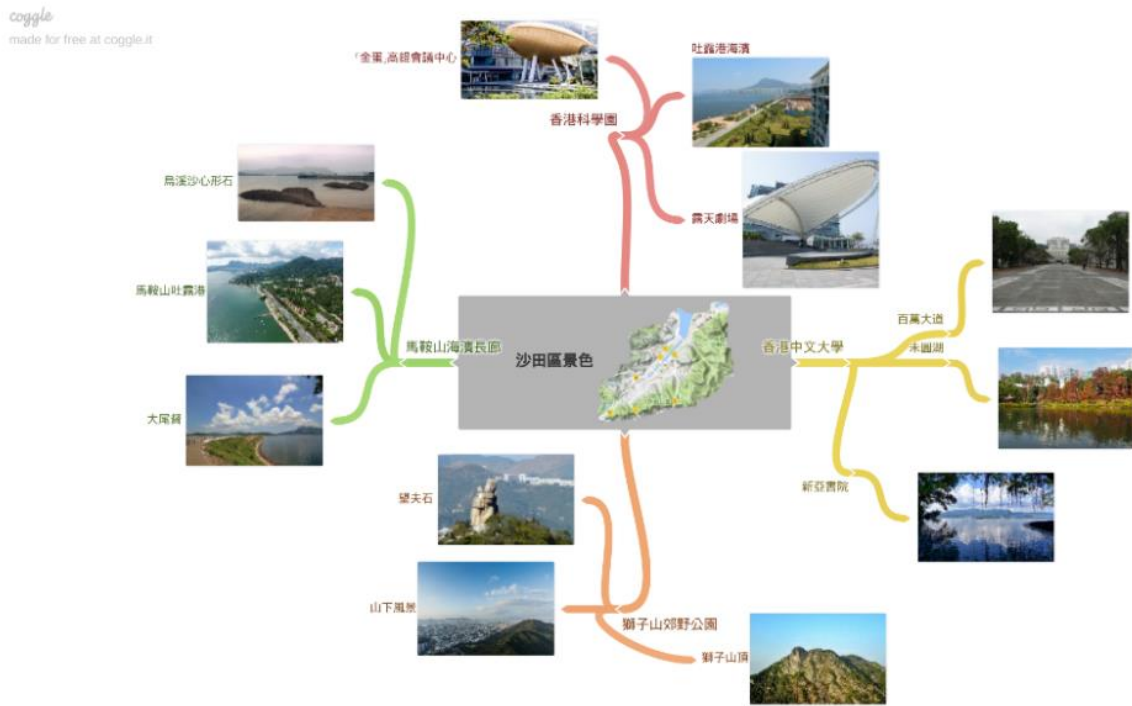 coggle
made for free at coggle.it
「金蛋」高錕會議中心
吐露港海濱
香港科學園
露天劇場
烏溪沙心形石
馬鞍山吐露港
馬鞍山海濱長廊
大尾督
沙田區景色
香港中文大學
百萬大道
未圓湖
新亞書院
望夫石
山下風景
獅子山郊野公園
獅子山頂